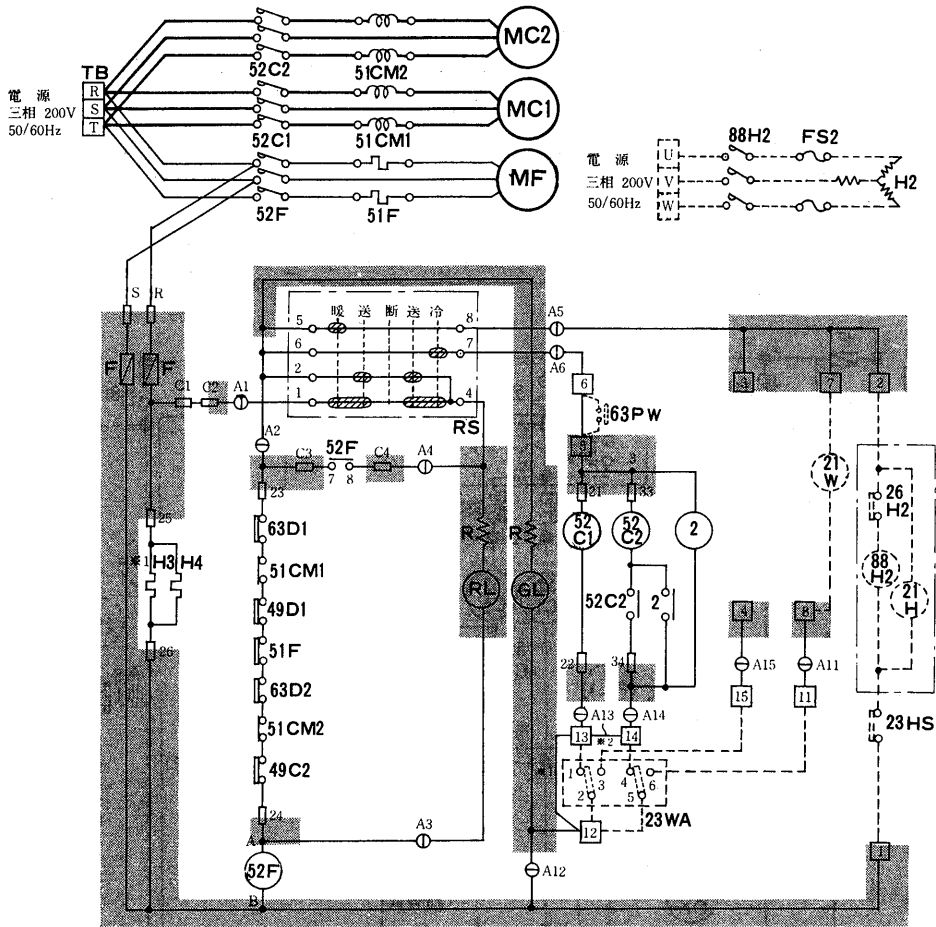 MC2
52C2
51CM2
TB
R
電源
三相 200V
50/60Hz
S
T
MC1
52C1
51CM1
MF
52F
51F
88H2
FS2
電源
三相 200V
50/60Hz
U
V
W
H2
S
R
F
F
C1
C2
A1
暖 送 断 送 冷
5
8
6
7
2
1
4
RS
A5
A6
6
63PW
5
3
7
2
A2
C3
52F
7
8
C4
A4
23
63D1
51CM1
49D1
51F
63D2
51CM2
49C2
24
A
A3
52F
B
25
※1
H3
H4
26
R
RL
R
GL
A12
3
21
33
52
C1
52
C2
2
52C2
2
22
34
A13
A14
※2
13
14
1
2
3
4
5
6
12
23WA
4
A15
15
8
A11
11
21
W
26
H2
88
H2
21
H
23HS
1